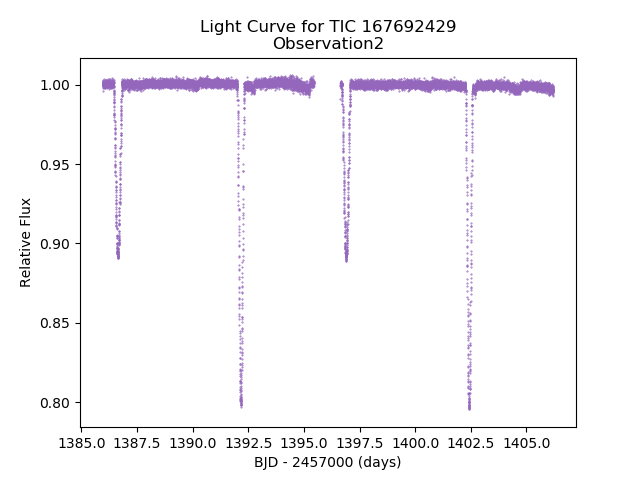 Light Curve for TIC 167692429
Observation2
1.00
0.95
0.90
0.85
0.80
Relative Flux
1385.0 1387.5 1390.0 1392.5 1395.0 1397.5 1400.0 1402.5 1405.0
BJD - 2457000 (days)